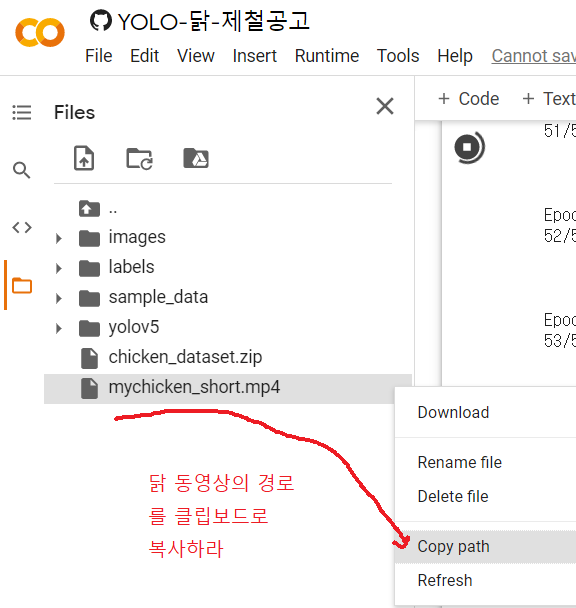 YOLO-닭-제철공고
File Edit View Insert Runtime Tools Help Cannot sav
Files
+ Code + Text
51/5
..
images
Epoc
labels
52/5
sample_data
yolov5
Epoc
chicken_dataset.zip
53/5
mychicken_short.mp4
Download
Rename file
닭 동영상의 경로
를 클립보드로
복사하라
Delete file
Copy path
Refresh